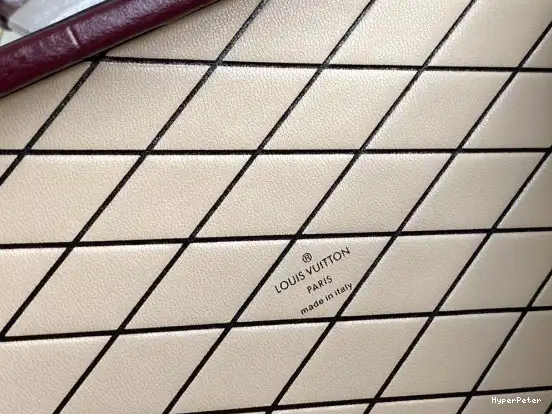 ®
LOUIS VUITTON
PARIS
made in italy
HyperPeter